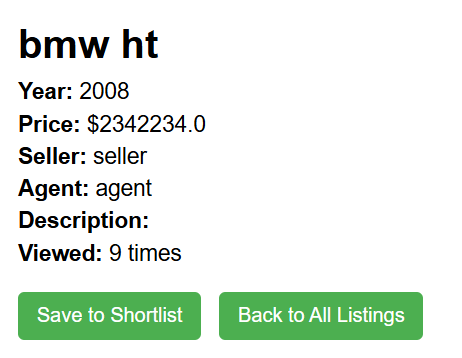 bmw ht
Year: 2008
Price: $2342234.0
Seller: seller
Agent: agent
Description:
Viewed: 9 times
Save to Shortlist Back to All Listings